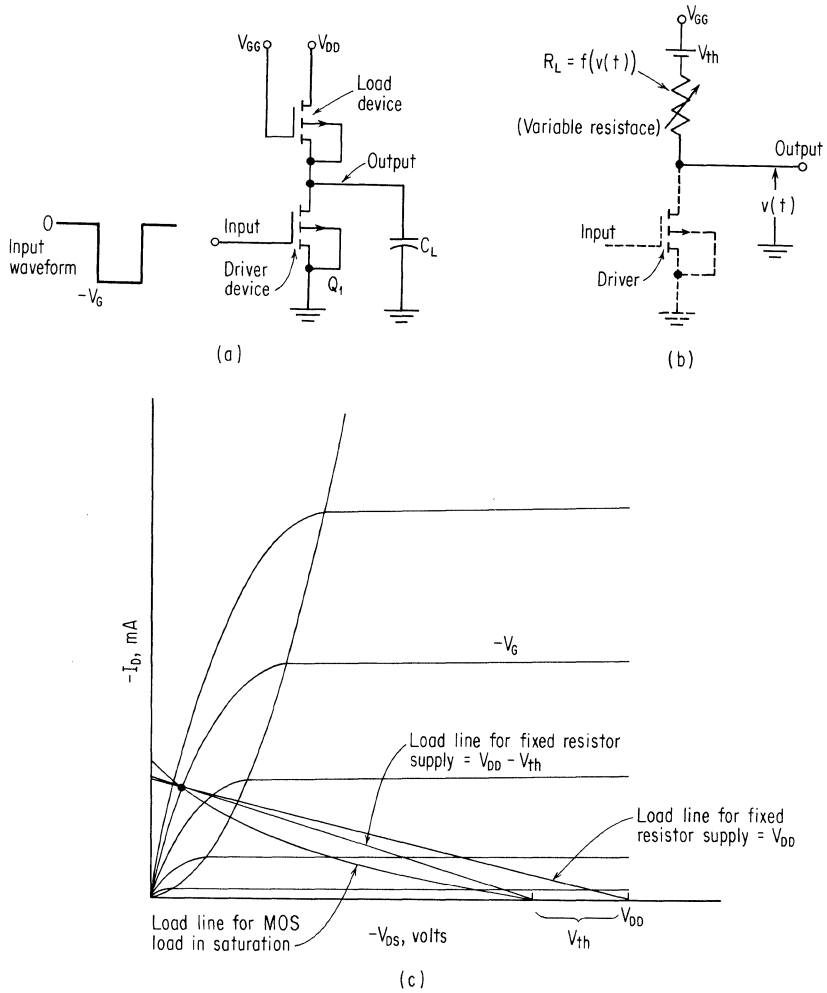 V_GG
V_DD
Load
device
Output
Input
0
Input
waveform
-V_G
Driver
device
Q_1
C_L
(a)
V_GG
V_th
R_L = f(v(t))
(Variable resistace)
Output
v(t)
Input
Driver
(b)
-I_D, mA
-V_G
Load line for fixed resistor
supply = V_DD - V_th
Load line for fixed
resistor supply = V_DD
Load line for MOS
load in saturation
-V_DS, volts
V_th
V_DD
(c)